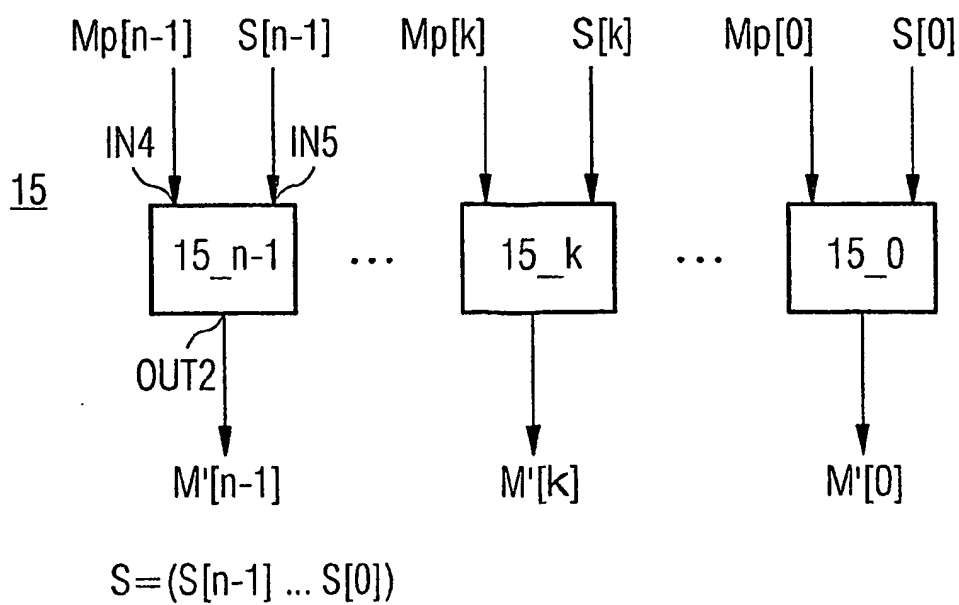 Mp[n-1] S[n-1] Mp[k] S[k] Mp[0] S[0]
IN4 IN5
15
15_n-1 ... 15_k ... 15_0
OUT2
M'[n-1] M'[k] M'[0]
S=(S[n-1] ... S[0])